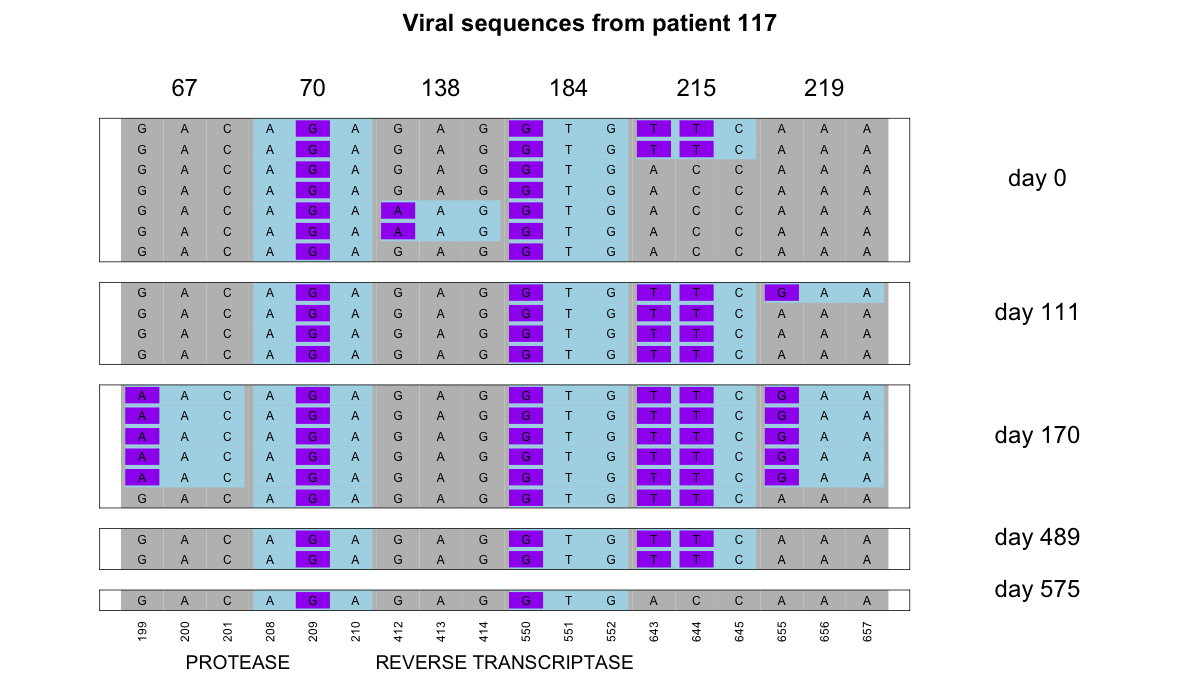 Viral sequences from patient 117
67 70 138 184 215 219
G A C A G A G A G G T G T T C A A A
G A C A G A G A G G T G T T C A A A
G A C A G A G A G G T G A C C A A A
day 0
G A C A G A G A G G T G A C C A A A
G A C A G A A A G G T G A C C A A A
G A C A G A A A G G T G A C C A A A
G A C A G A G A G G T G A C C A A A
G A C A G A G A G G T G T T C G A A
day 111
G A C A G A G A G G T G T T C A A A
G A C A G A G A G G T G T T C A A A
G A C A G A G A G G T G T T C A A A
A A C A G A G A G G T G T T C G A A
A A C A G A G A G G T G T T C G A A
A A C A G A G A G G T G T T C G A A
day 170
A A C A G A G A G G T G T T C G A A
A A C A G A G A G G T G T T C G A A
G A C A G A G A G G T G T T C A A A
G A C A G A G A G G T G T T C A A A
day 489
G A C A G A G A G G T G T T C A A A
day 575
G A C A G A G A G G T G A C C A A A
199 200 201 208 209 210 412 413 414 550 551 552 643 644 645 655 656 657
PROTEASE REVERSE TRANSCRIPTASE